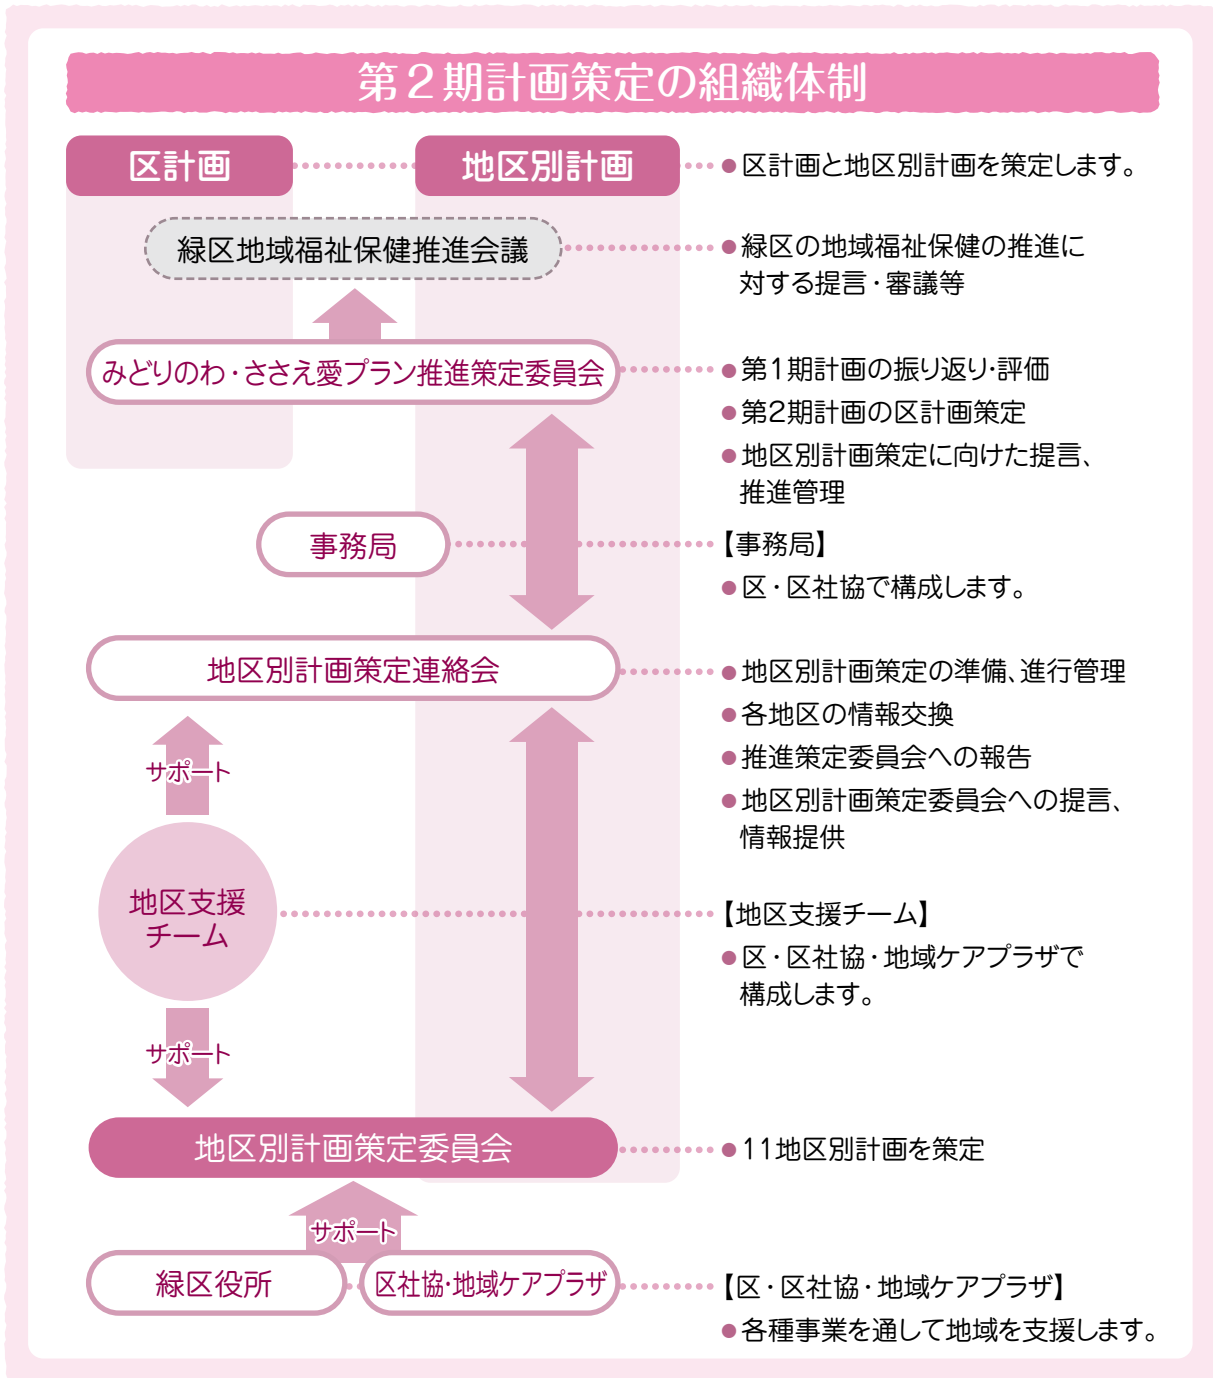 第2期計画策定の組織体制
区計画
地区別計画
●区計画と地区別計画を策定します。
緑区地域福祉保健推進会議
●緑区の地域福祉保健の推進に
対する提言・審議等
みどりのわ・ささえ愛プラン推進策定委員会
●第1期計画の振り返り・評価
●第2期計画の区計画策定
●地区別計画策定に向けた提言、
推進管理
事務局
【事務局】
●区・区社協で構成します。
地区別計画策定連絡会
●地区別計画策定の準備、進行管理
●各地区の情報交換
●推進策定委員会への報告
●地区別計画策定委員会への提言、
情報提供
サポート
地区支援
チーム
【地区支援チーム】
●区・区社協・地域ケアプラザで
構成します。
サポート
地区別計画策定委員会
●11地区別計画を策定
サポート
緑区役所
区社協・地域ケアプラザ
【区・区社協・地域ケアプラザ】
●各種事業を通して地域を支援します。